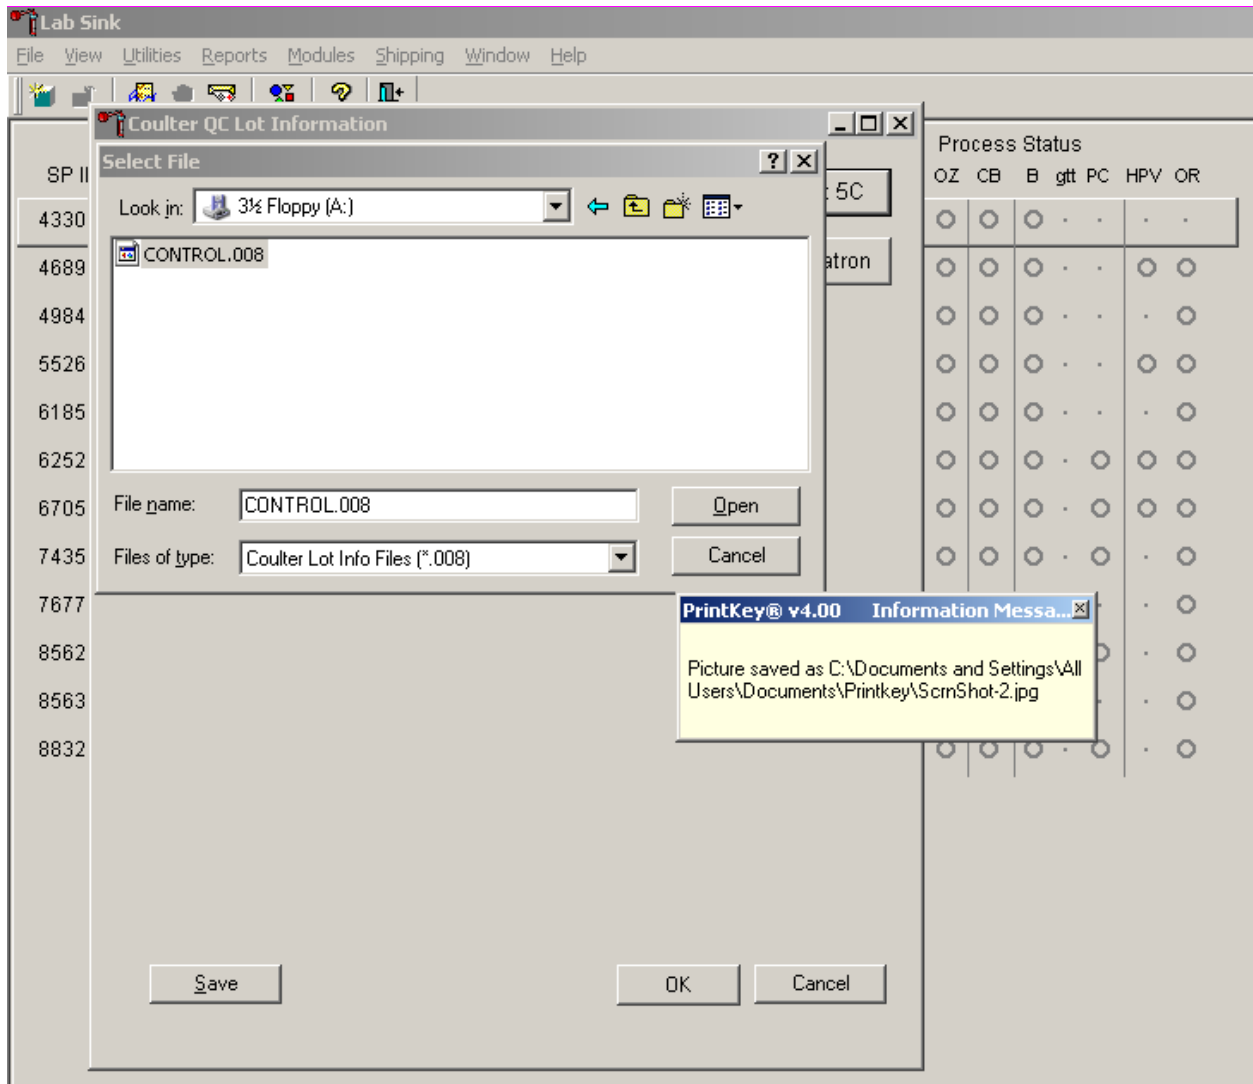 Lab Sink
File View Utilities Reports Modules Shipping Window Help
Coulter QC Lot Information
Select File
Look in: 3½ Floppy (A:)
CONTROL.008
File name: CONTROL.008
Open
Files of type: Coulter Lot Info Files (*.008)
Cancel
5C
atron
Process Status
SP II
OZ CB B gtt PC HPV OR
4330
4689
4984
5526
6185
6252
6705
7435
7677
8562
8563
8832
PrintKey® v4.00 Information Messa...
Picture saved as C:\Documents and Settings\All
Users\Documents\Printkey\ScrnShot-2.jpg
Save
OK
Cancel